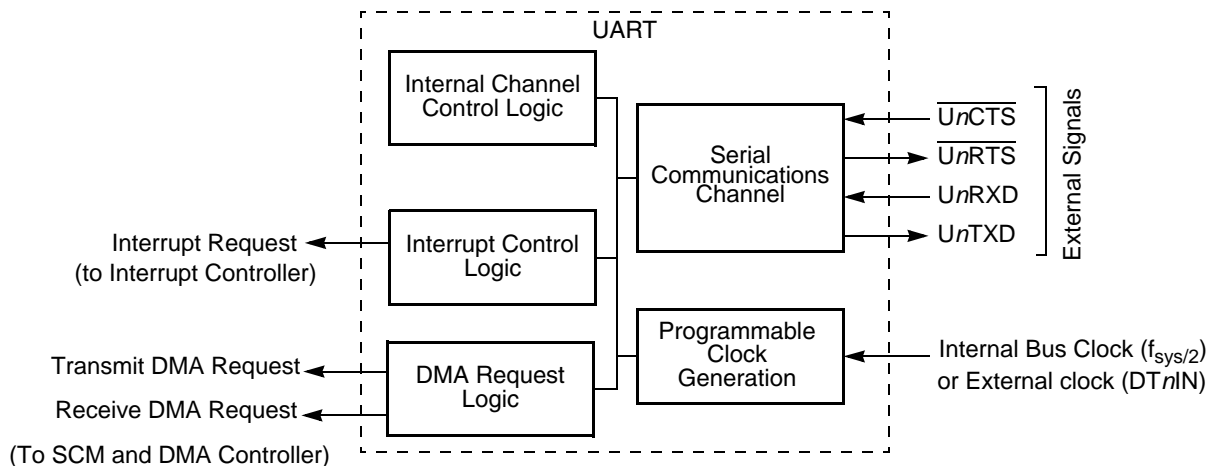 UART
Internal Channel
Control Logic
Serial
Communications
Channel
UnCTS
UnRTS
UnRXD
UnTXD
External Signals
Interrupt Request
(to Interrupt Controller)
Interrupt Control
Logic
Programmable
Clock
Generation
Internal Bus Clock (fsys/2)
or External clock (DTnIN)
Transmit DMA Request
Receive DMA Request
(To SCM and DMA Controller)
DMA Request
Logic